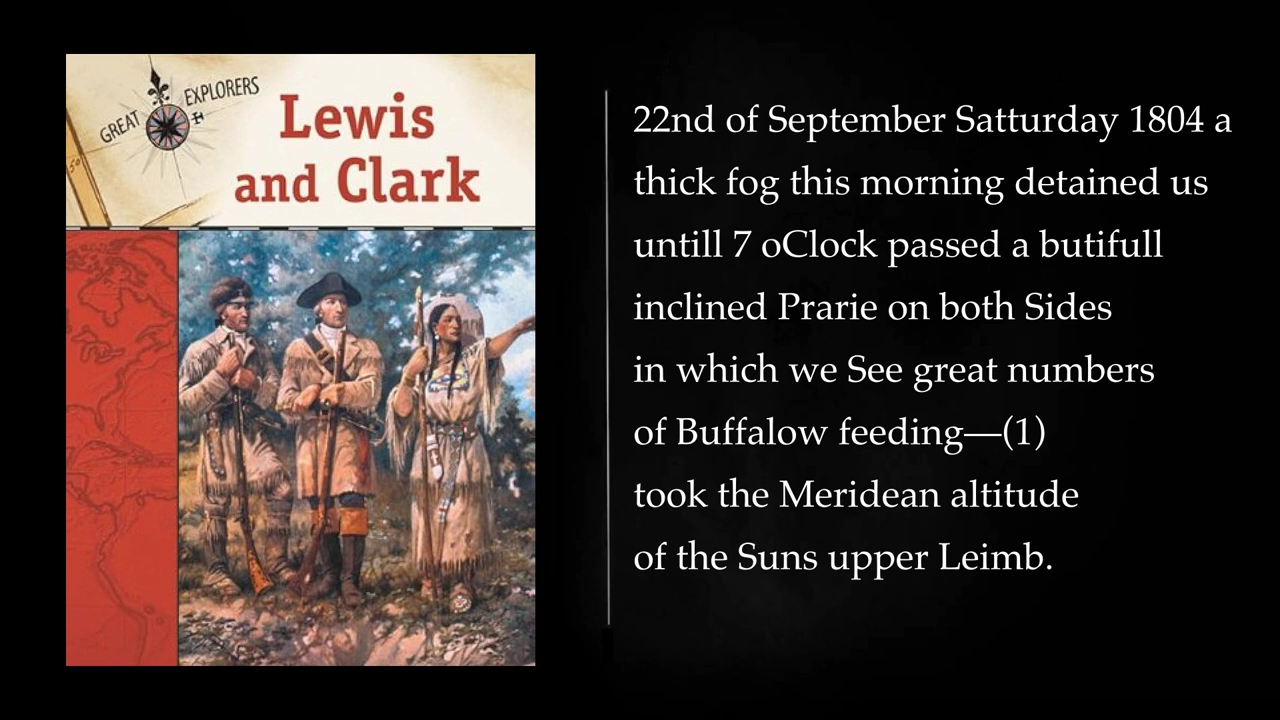 GREAT EXPLORERS
Lewis
and Clark
50
22nd of September Satturday 1804 a
thick fog this morning detained us
untill 7 oClock passed a butifull
inclined Prarie on both Sides
in which we See great numbers
of Buffalow feeding—(1)
took the Meridean altitude
of the Suns upper Leimb.